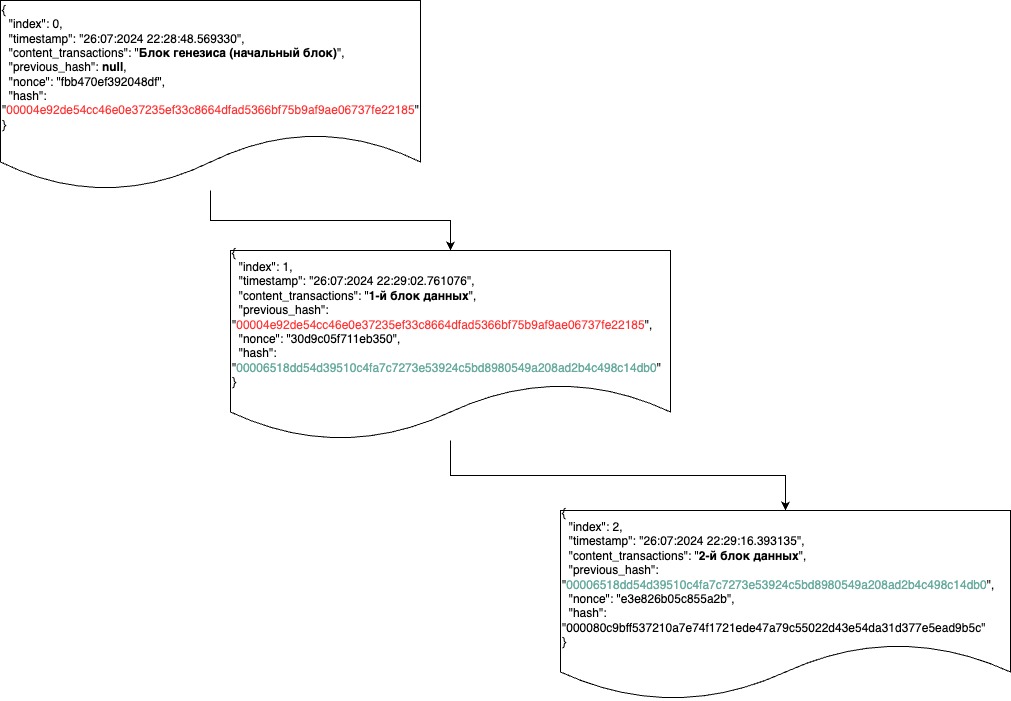 {
"index": 0,
"timestamp": "26:07:2024 22:28:48.569330",
"content_transactions": "Блок генезиса (начальный блок)",
"previous_hash": null,
"nonce": "fbb470ef392048df",
"hash":
"00004e92de54cc46e0e37235ef33c8664dfad5366bf75b9af9ae06737fe22185"
}
{
"index": 1,
"timestamp": "26:07:2024 22:29:02.761076",
"content_transactions": "1-й блок данных",
"previous_hash":
"00004e92de54cc46e0e37235ef33c8664dfad5366bf75b9af9ae06737fe22185",
"nonce": "30d9c05f711eb350",
"hash":
"00006518dd54d39510c4fa7c7273e53924c5bd8980549a208ad2b4c498c14db0"
}
{
"index": 2,
"timestamp": "26:07:2024 22:29:16.393135",
"content_transactions": "2-й блок данных",
"previous_hash":
"00006518dd54d39510c4fa7c7273e53924c5bd8980549a208ad2b4c498c14db0",
"nonce": "e3e826b05c855a2b",
"hash":
"000080c9bff537210a7e74f1721ede47a79c55022d43e54da31d377e5ead9b5c"
}